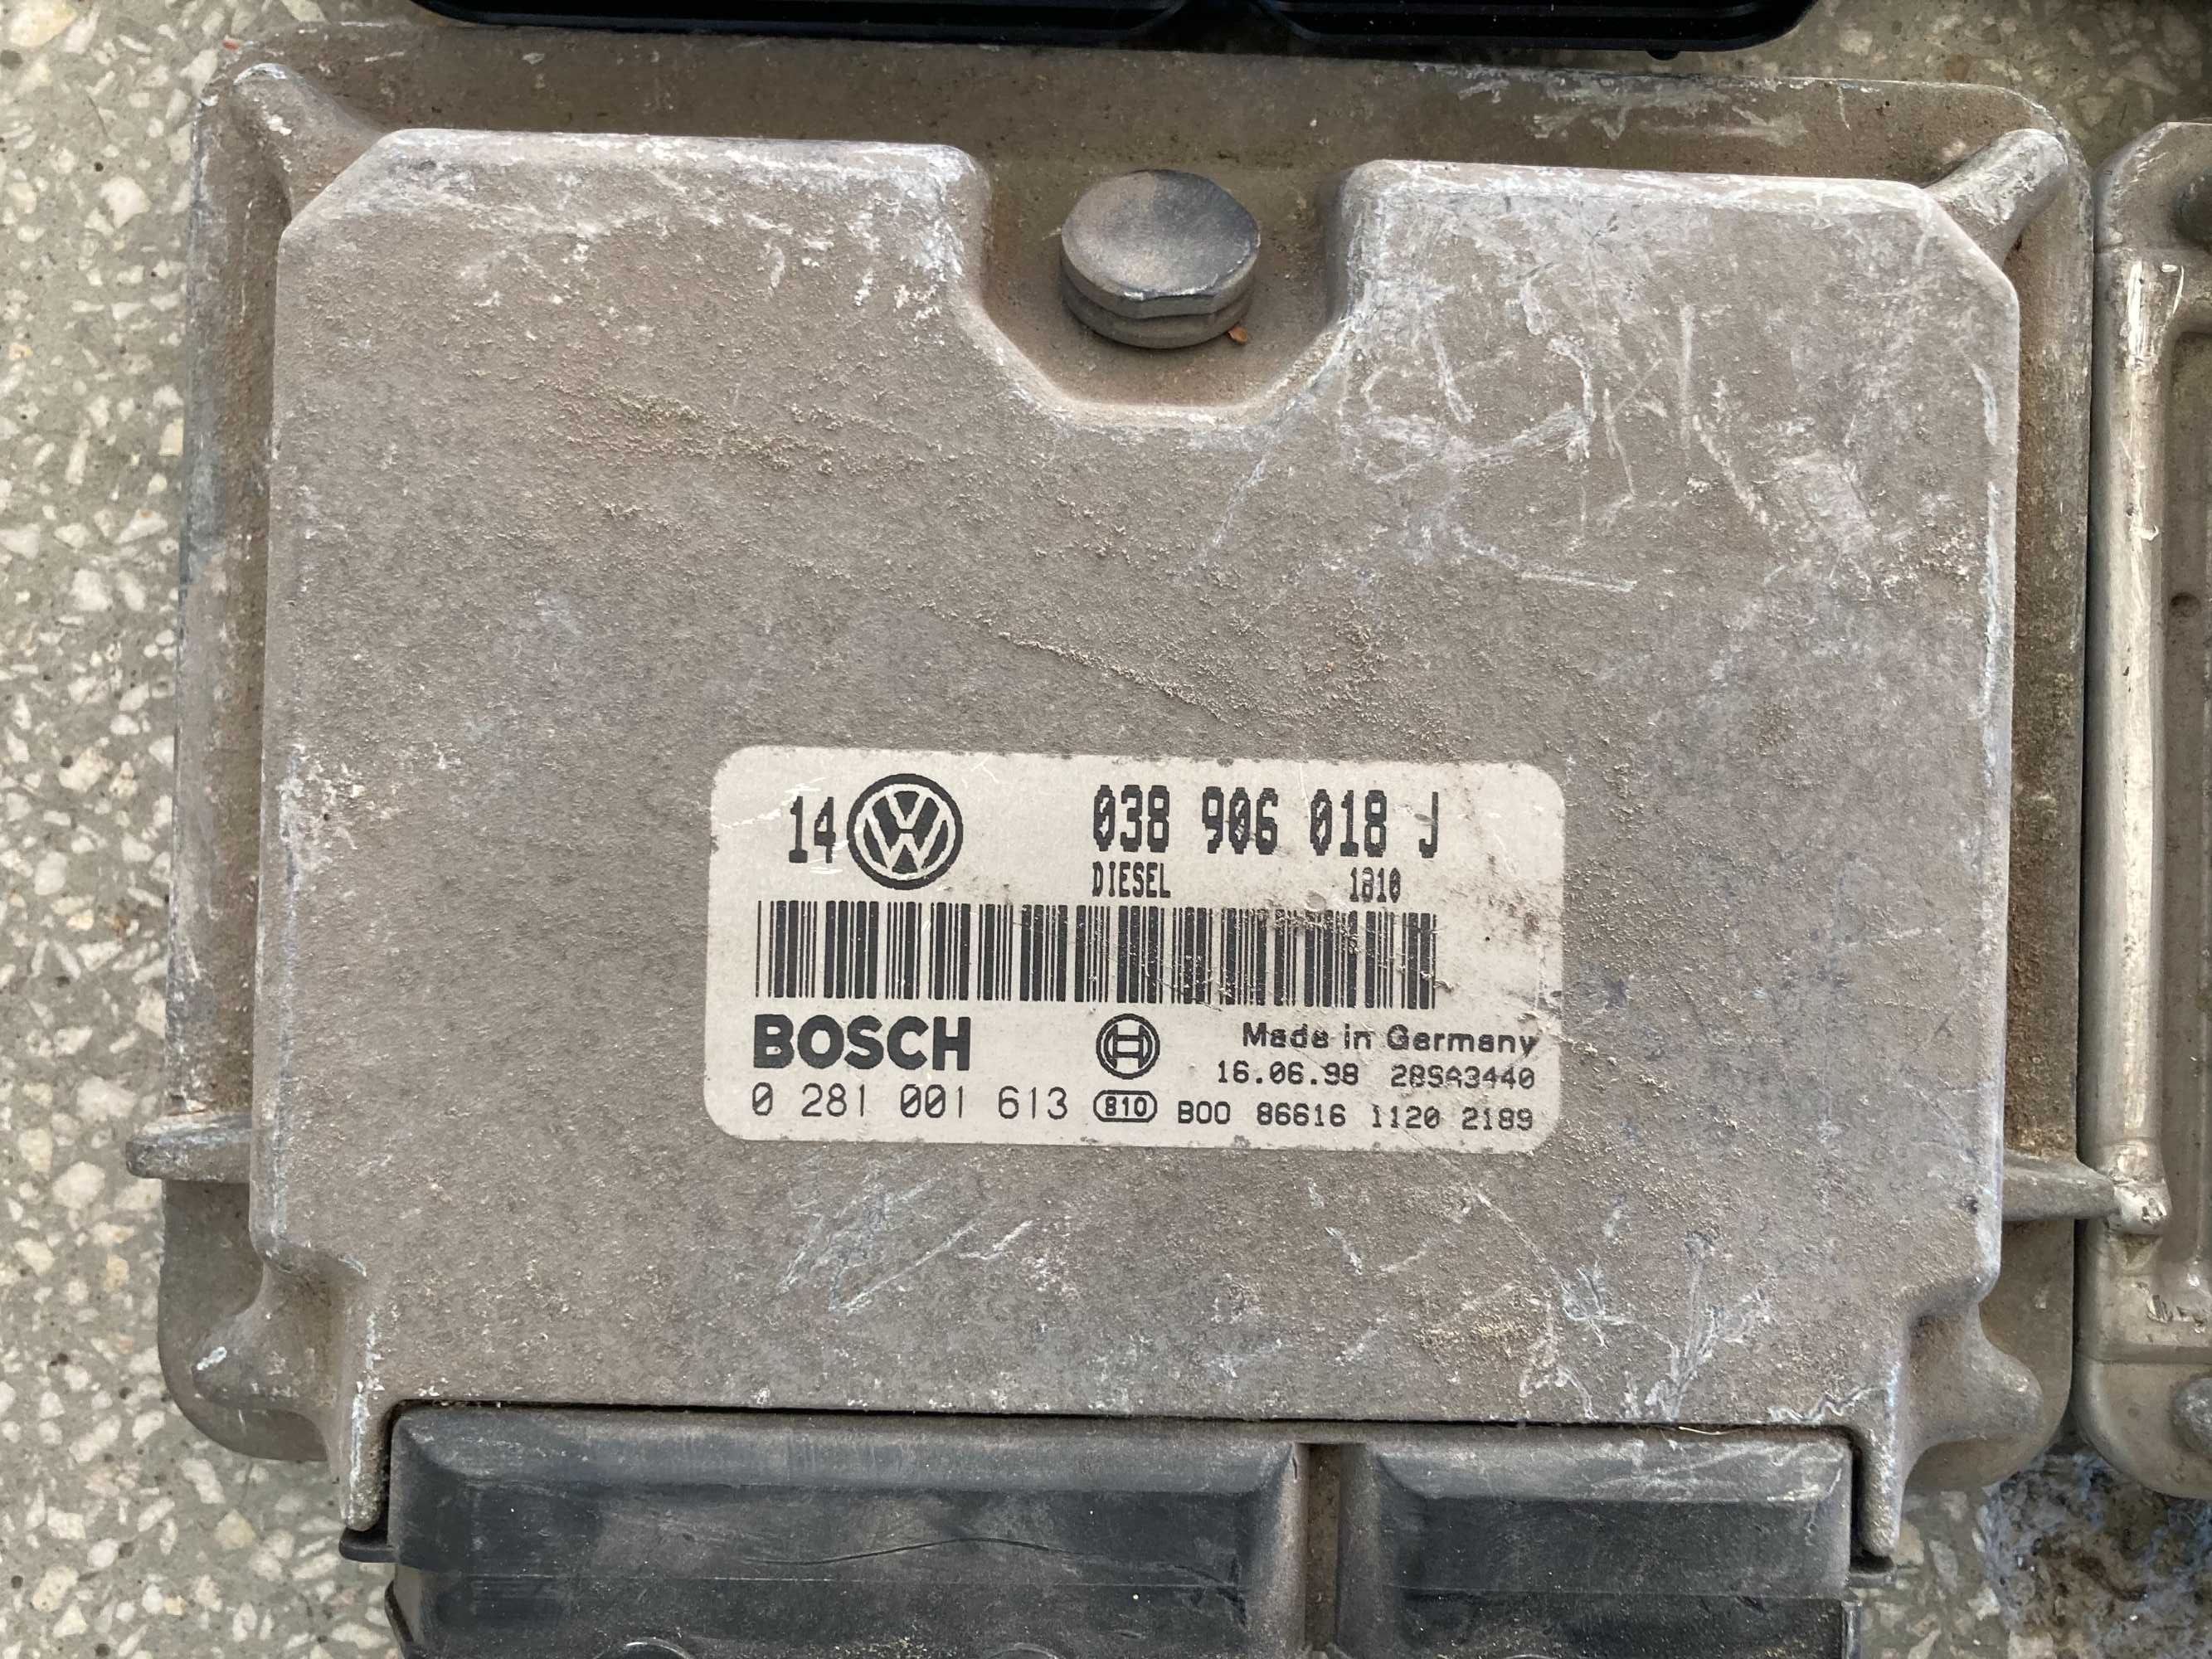 14 038 906 018 J
DIESEL 1810
BOSCH Made in Germany
16.06.98 28SA3440
0 281 001 613 810 B00 86616 1120 2189